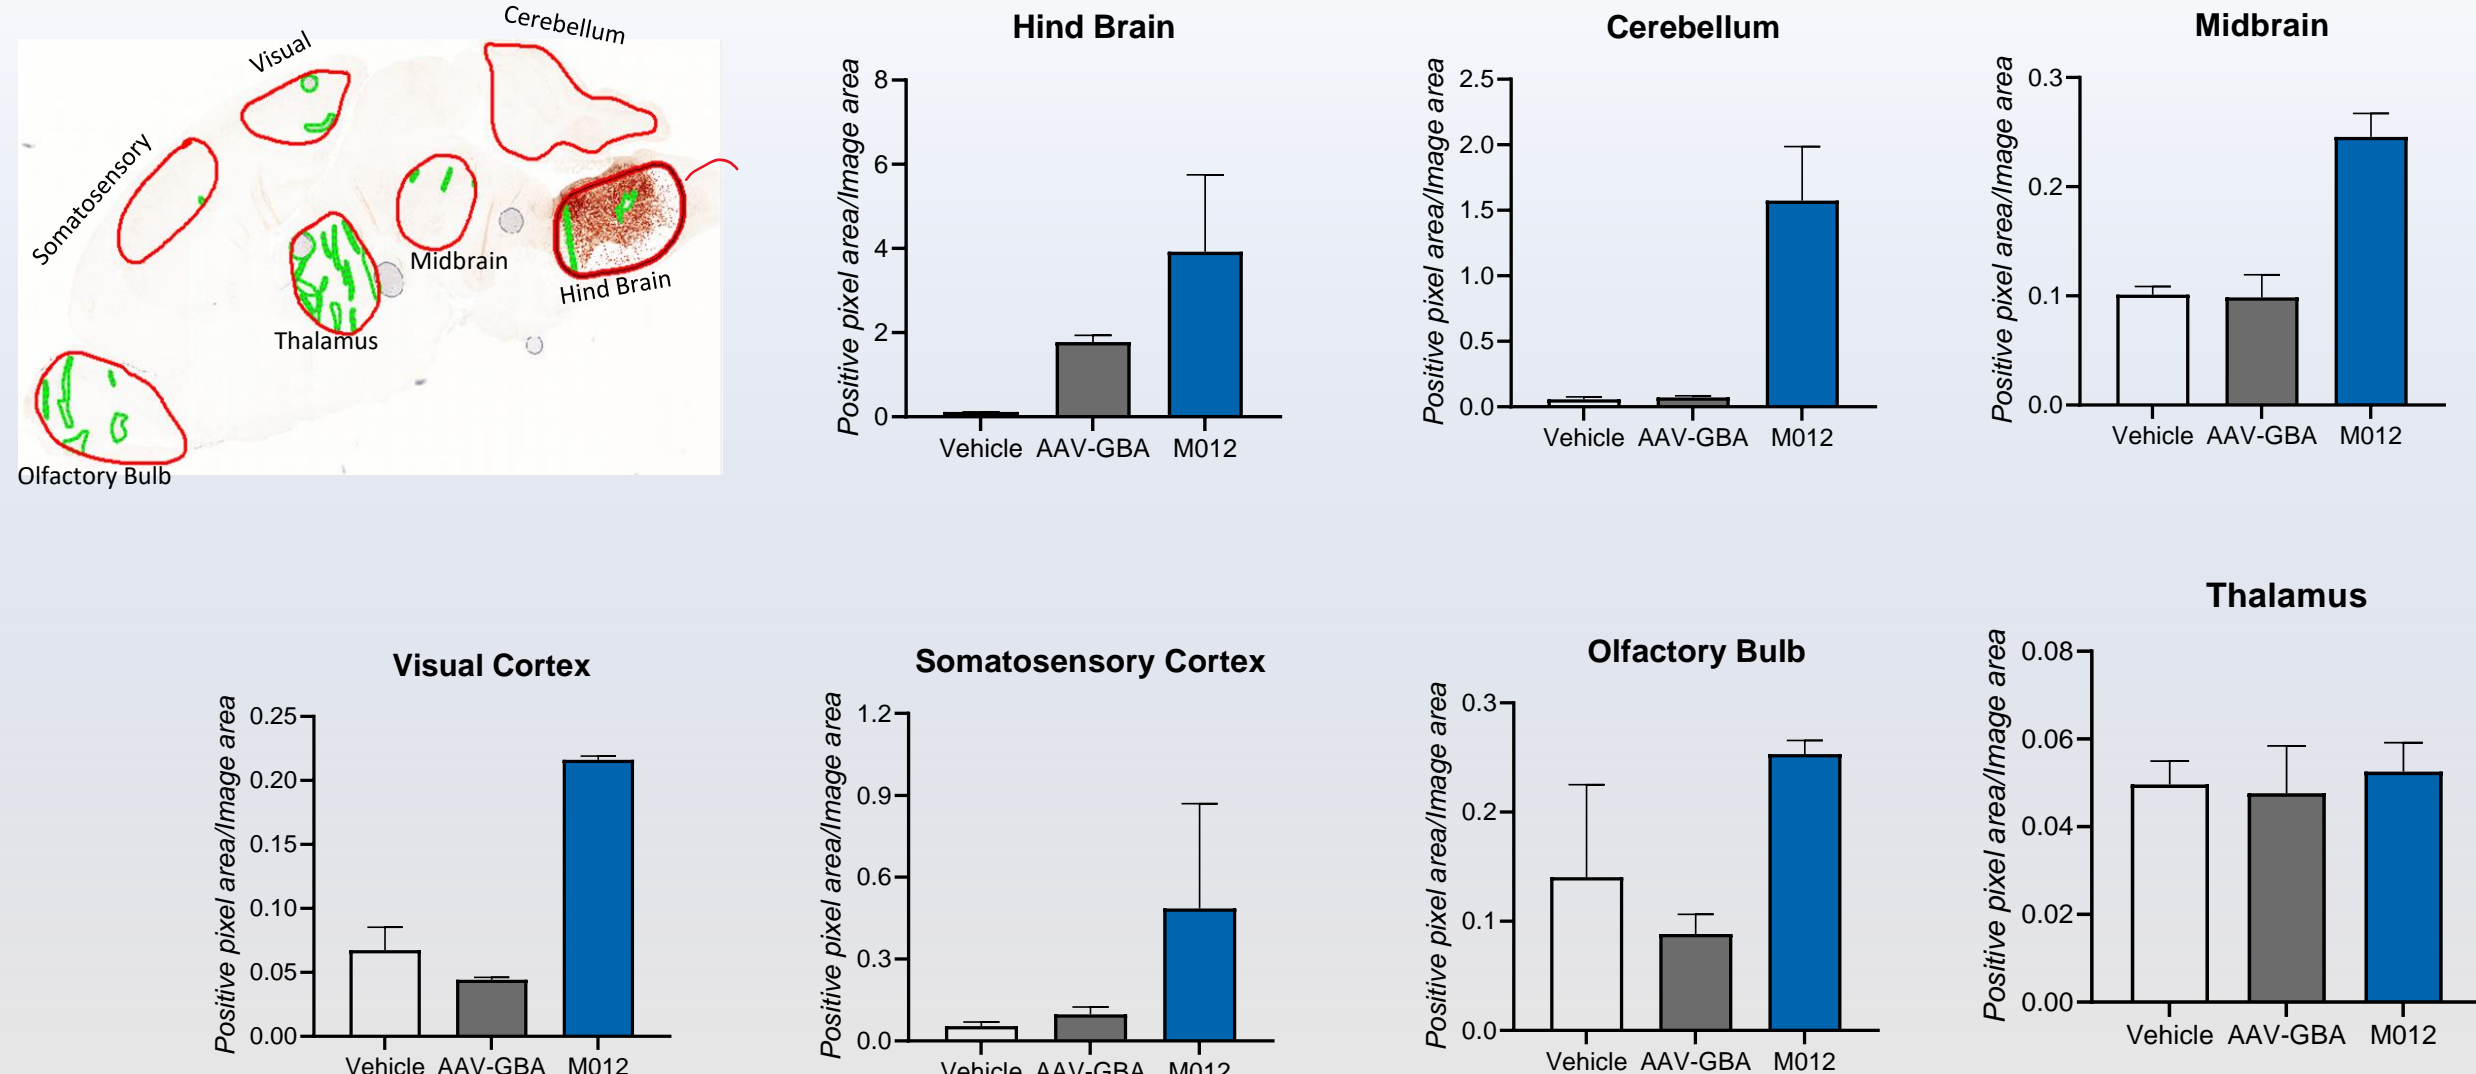 Visual
Cerebellum
Somatosensory
Midbrain
Hind Brain
Thalamus
Olfactory Bulb
Hind Brain
Positive pixel area/Image area
8
6
4
2
0
Vehicle AAV-GBA M012
Cerebellum
Positive pixel area/Image area
2.5
2.0
1.5
1.0
0.5
0.0
Vehicle AAV-GBA M012
Midbrain
Positive pixel area/Image area
0.3
0.2
0.1
0.0
Vehicle AAV-GBA M012
Visual Cortex
Positive pixel area/Image area
0.25
0.20
0.15
0.10
0.05
0.00
Vehicle AAV-GBA M012
Somatosensory Cortex
Positive pixel area/Image area
1.2
0.9
0.6
0.3
0.0
Vehicle AAV-GBA M012
Olfactory Bulb
Positive pixel area/Image area
0.3
0.2
0.1
0.0
Vehicle AAV-GBA M012
Thalamus
Positive pixel area/Image area
0.08
0.06
0.04
0.02
0.00
Vehicle AAV-GBA M012